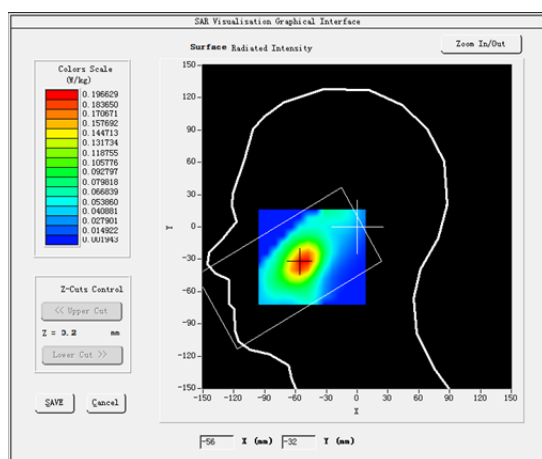 SAR Visualisation Graphical Interface
Surface Radiated Intensity
Zoom In/Out
Colors Scale
(W/kg)
0.196629
0.183650
0.170671
0.157692
0.144713
0.131734
0.118755
0.105776
0.092797
0.079818
0.066839
0.053860
0.040881
0.027901
0.014922
0.001943
150
120
90
60
30
Y
0
-30
-60
-90
-120
-150
-150 -120 -90 -60 -30 0 30 60 90 120 150
X
Z-Cuts Control
<< Upper Cut
Z = 0.2 mm
Lower Cut >>
SAVE
Cancel
-56 X (mm) -32 Y (mm)